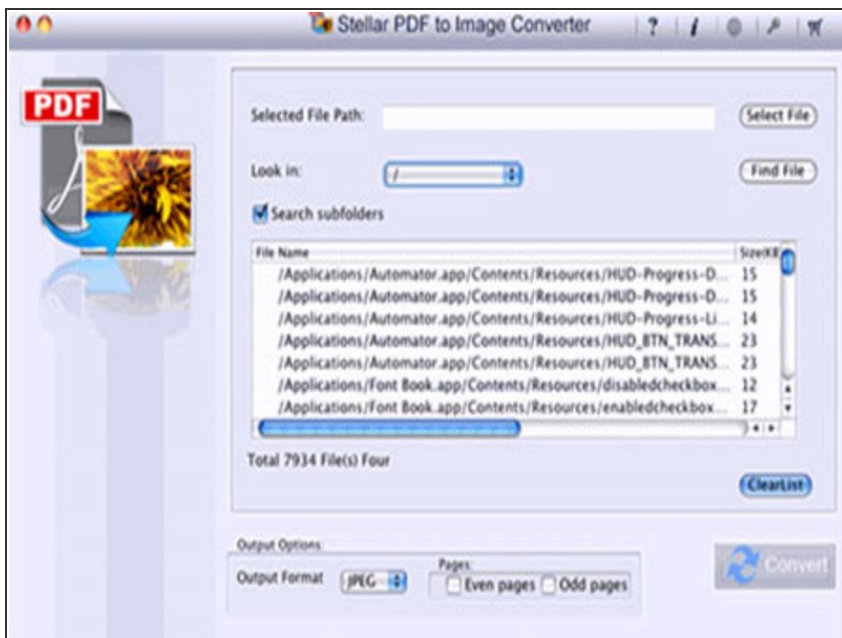 Stellar PDF to Image Converter ? i
PDF
Selected File Path: Select File
Look in: / Find File
Search subfolders
File Name Size(KB
/Applications/Automator.app/Contents/Resources/HUD-Progress-D... 15
/Applications/Automator.app/Contents/Resources/HUD-Progress-D... 15
/Applications/Automator.app/Contents/Resources/HUD-Progress-Li... 14
/Applications/Automator.app/Contents/Resources/HUD_BTN_TRANS... 23
/Applications/Automator.app/Contents/Resources/HUD_BTN_TRANS... 23
/Applications/Font Book.app/Contents/Resources/disabledcheckbox... 12
/Applications/Font Book.app/Contents/Resources/enabledcheckbox... 17
Total 7934 File(s) Four
ClearList
Output Options:
Output Format JPEG Pages: Even pages Odd pages
Convert